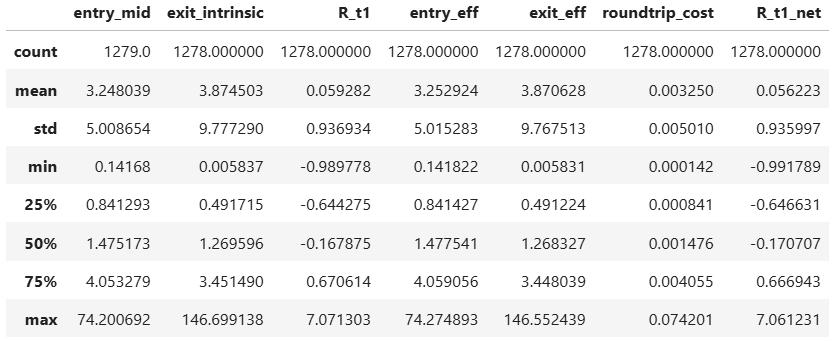 entry_mid exit_intrinsic R_t1 entry_eff exit_eff roundtrip_cost R_t1_net
count 1279.0 1278.000000 1278.000000 1278.000000 1278.000000 1278.000000 1278.000000
mean 3.248039 3.874503 0.059282 3.252924 3.870628 0.003250 0.056223
std 5.008654 9.777290 0.936934 5.015283 9.767513 0.005010 0.935997
min 0.14168 0.005837 -0.989778 0.141822 0.005831 0.000142 -0.991789
25% 0.841293 0.491715 -0.644275 0.841427 0.491224 0.000841 -0.646631
50% 1.475173 1.269596 -0.167875 1.477541 1.268327 0.001476 -0.170707
75% 4.053279 3.451490 0.670614 4.059056 3.448039 0.004055 0.666943
max 74.200692 146.699138 7.071303 74.274893 146.552439 0.074201 7.061231